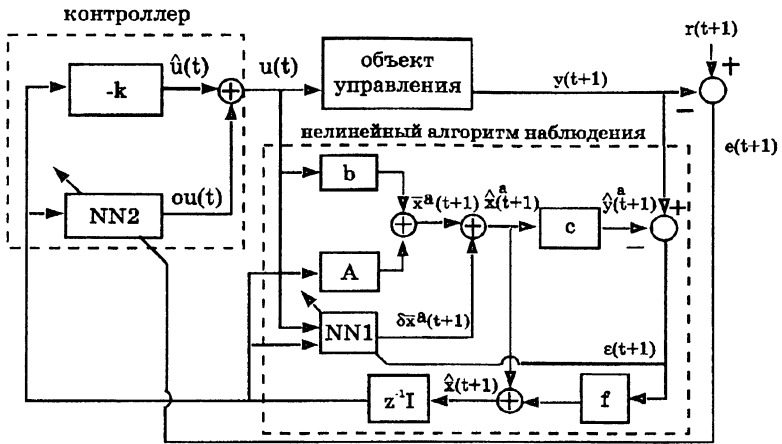 контроллер
r(t+1)
û(t)
u(t)
объект
управления
y(t+1)
+
-k
+
−
нелинейный алгоритм наблюдения
e(t+1)
b
NN2
оu(t)
x̄ᵃ(t+1)
x̂ᵃ(t+1)
ŷᵃ(t+1)
+
+
+
c
−
A
NN1
δx̄ᵃ(t+1)
ε(t+1)
x̂(t+1)
z⁻¹I
+
f